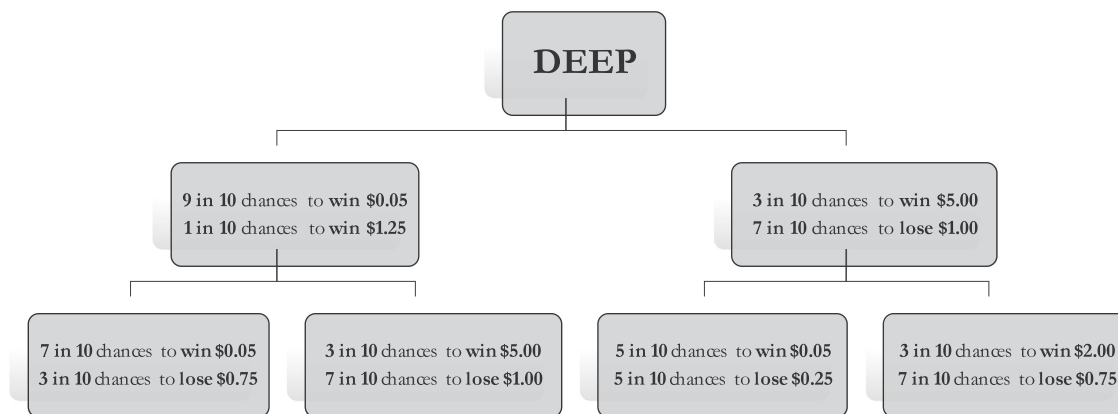 DEEP
9 in 10 chances to win $0.05
1 in 10 chances to win $1.25
3 in 10 chances to win $5.00
7 in 10 chances to lose $1.00
7 in 10 chances to win $0.05
3 in 10 chances to lose $0.75
3 in 10 chances to win $5.00
7 in 10 chances to lose $1.00
5 in 10 chances to win $0.05
5 in 10 chances to lose $0.25
3 in 10 chances to win $2.00
7 in 10 chances to lose $0.75